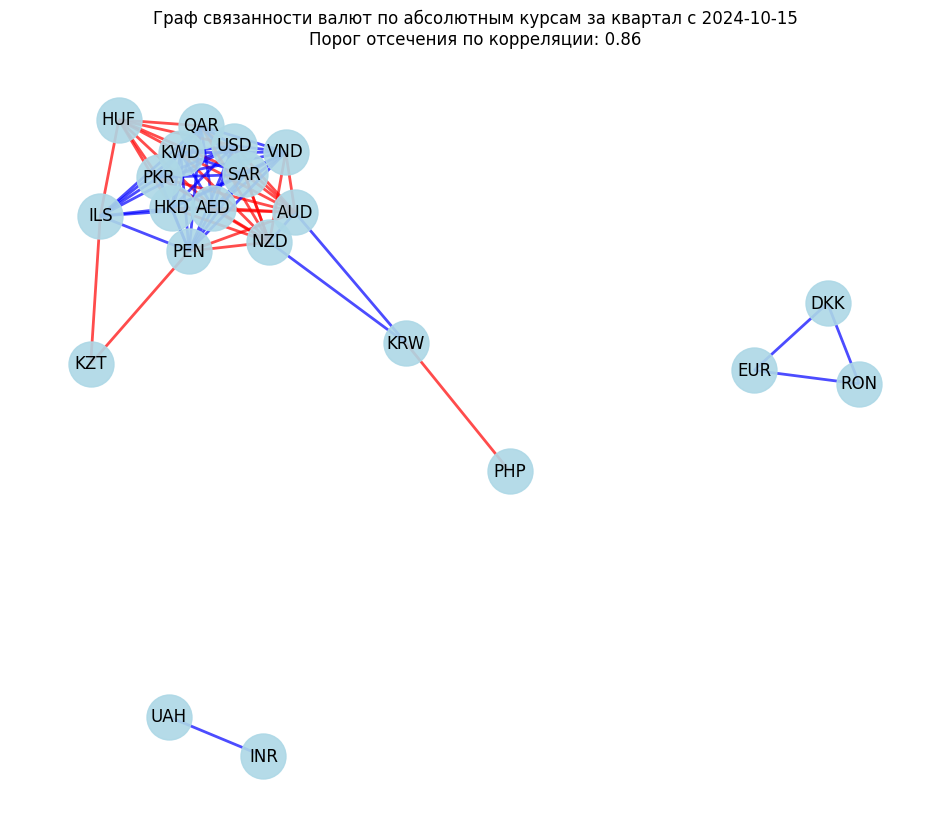 Граф связанности валют по абсолютным курсам за квартал с 2024-10-15
Порог отсечения по корреляции: 0.86
HUF
QAR
USD
KWD
VND
SAR
PKR
HKD
AED
AUD
ILS
NZD
PEN
DKK
KRW
KZT
EUR
RON
PHP
UAH
INR